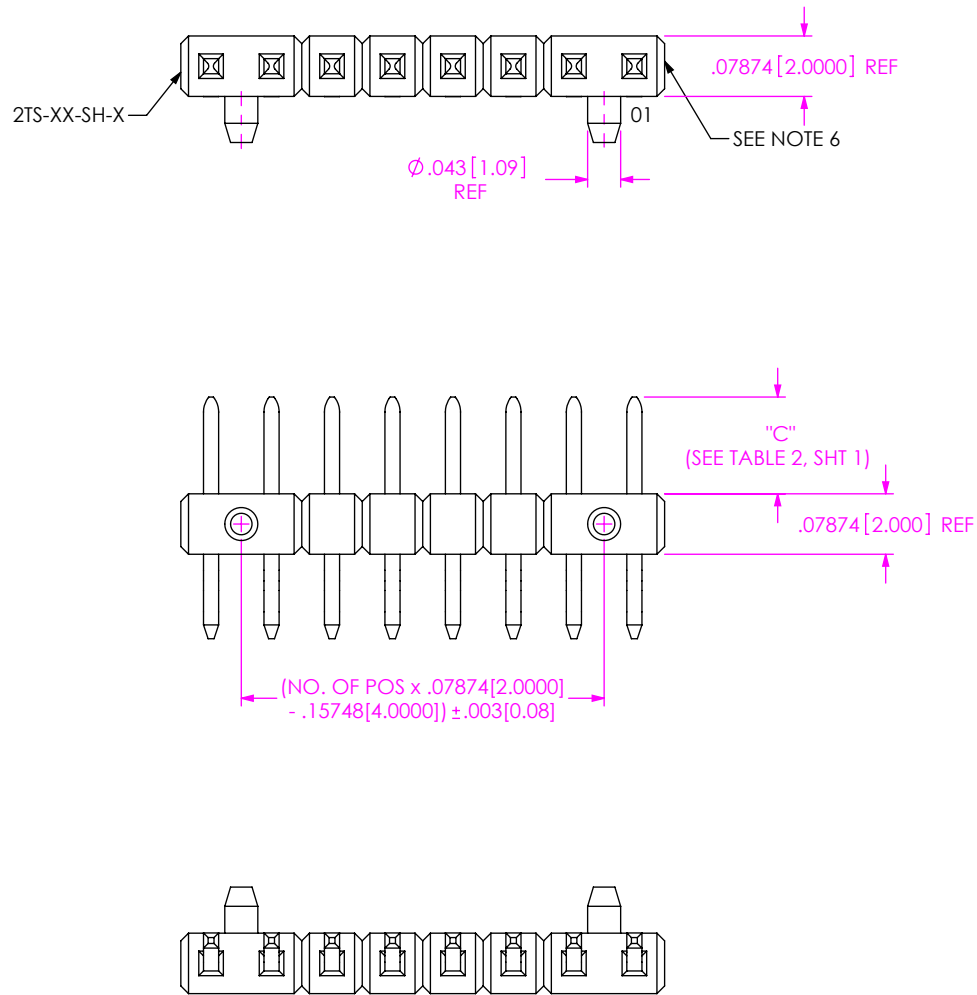 .07874[2.0000] REF
2TS-XX-SH-X
01
SEE NOTE 6
Ø.043[1.09]
REF
"C"
(SEE TABLE 2, SHT 1)
.07874[2.000] REF
(NO. OF POS x .07874[2.0000]
- .15748[4.0000]) ±.003[0.08]